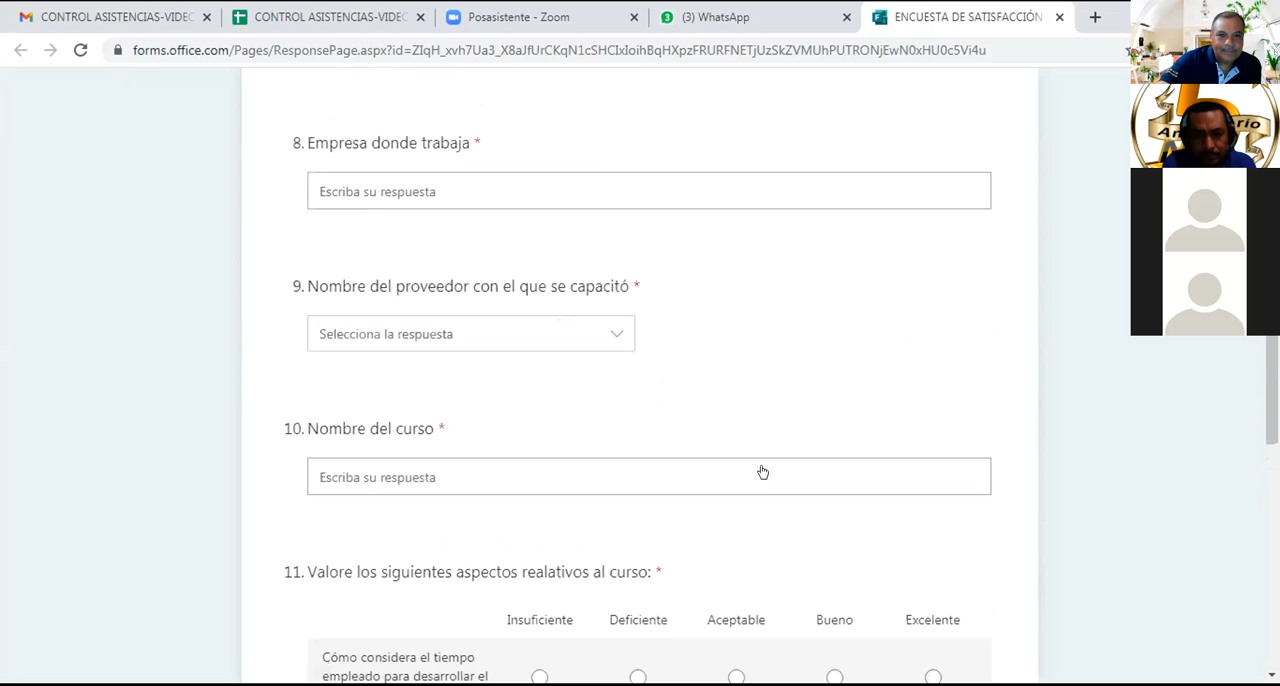 CONTROL ASISTENCIAS-VIDEC
CONTROL ASISTENCIAS-VIDEC
Posasistente - Zoom
(3) WhatsApp
ENCUESTA DE SATISFACCIÓN
forms.office.com/Pages/ResponsePage.aspx?id=ZIqH_xvh7Ua3_X8aJfUrCKqN1cSHCIxIoihBqHXpzFRURFNETjUzSkZVMUhPUTRONjEwN0xHU0c5Vi4u
8. Empresa donde trabaja *
Escriba su respuesta
9. Nombre del proveedor con el que se capacitó *
Selecciona la respuesta
10. Nombre del curso *
Escriba su respuesta
11. Valore los siguientes aspectos realativos al curso: *
Insuficiente Deficiente Aceptable Bueno Excelente
Cómo considera el tiempo
empleado para desarrollar el